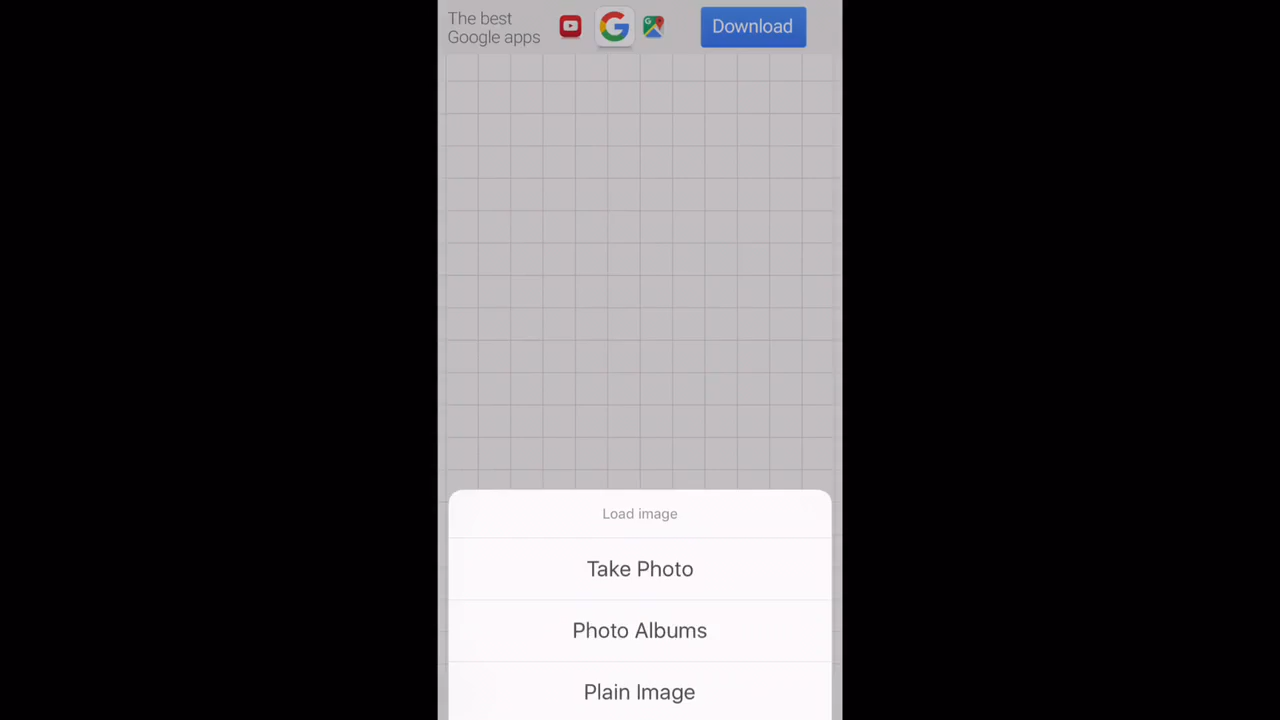 The best
Google apps
Download
Load image
Take Photo
Photo Albums
Plain Image